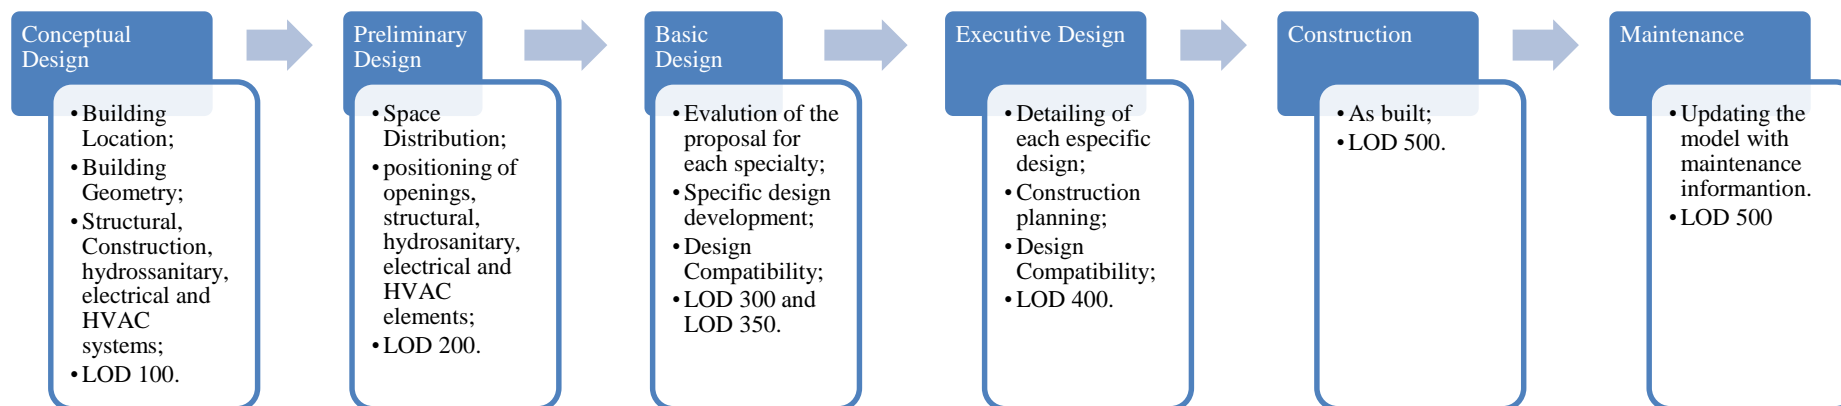 Conceptual
Design
• Building
Location;
• Building
Geometry;
• Structural,
Construction,
hydrossanitary,
electrical and
HVAC
systems;
• LOD 100.
Preliminary
Design
• Space
Distribution;
• positioning of
openings,
structural,
hydrosanitary,
electrical and
HVAC
elements;
• LOD 200.
Basic
Design
• Evalution of the
proposal for
each specialty;
• Specific design
development;
• Design
Compatibility;
• LOD 300 and
LOD 350.
Executive Design
• Detailing of
each especific
design;
• Construction
planning;
• Design
Compatibility;
• LOD 400.
Construction
• As built;
• LOD 500.
Maintenance
• Updating the
model with
maintenance
informantion.
• LOD 500